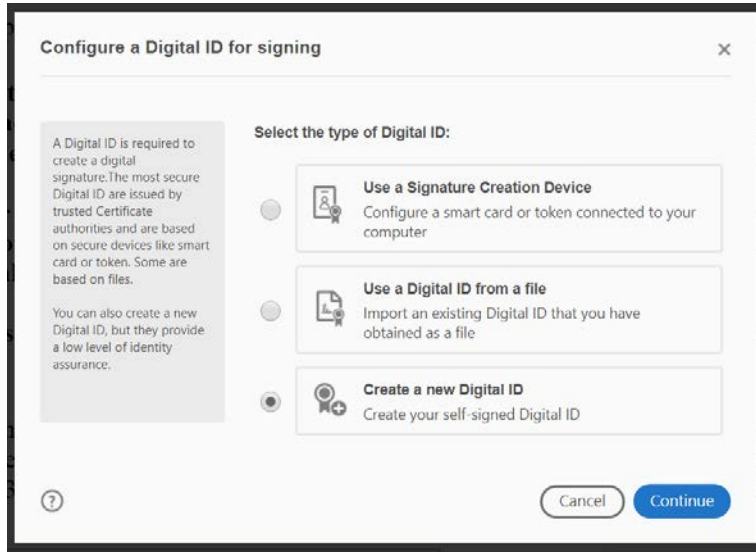 Configure a Digital ID for signing
A Digital ID is required to
create a digital
signature.The most secure
Digital ID are issued by
trusted Certificate
authorities and are based
on secure devices like smart
card or token. Some are
based on files.
You can also create a new
Digital ID, but they provide
a low level of identity
assurance.
Select the type of Digital ID:
Use a Signature Creation Device
Configure a smart card or token connected to your
computer
Use a Digital ID from a file
Import an existing Digital ID that you have
obtained as a file
Create a new Digital ID
Create your self-signed Digital ID
Cancel
Continue